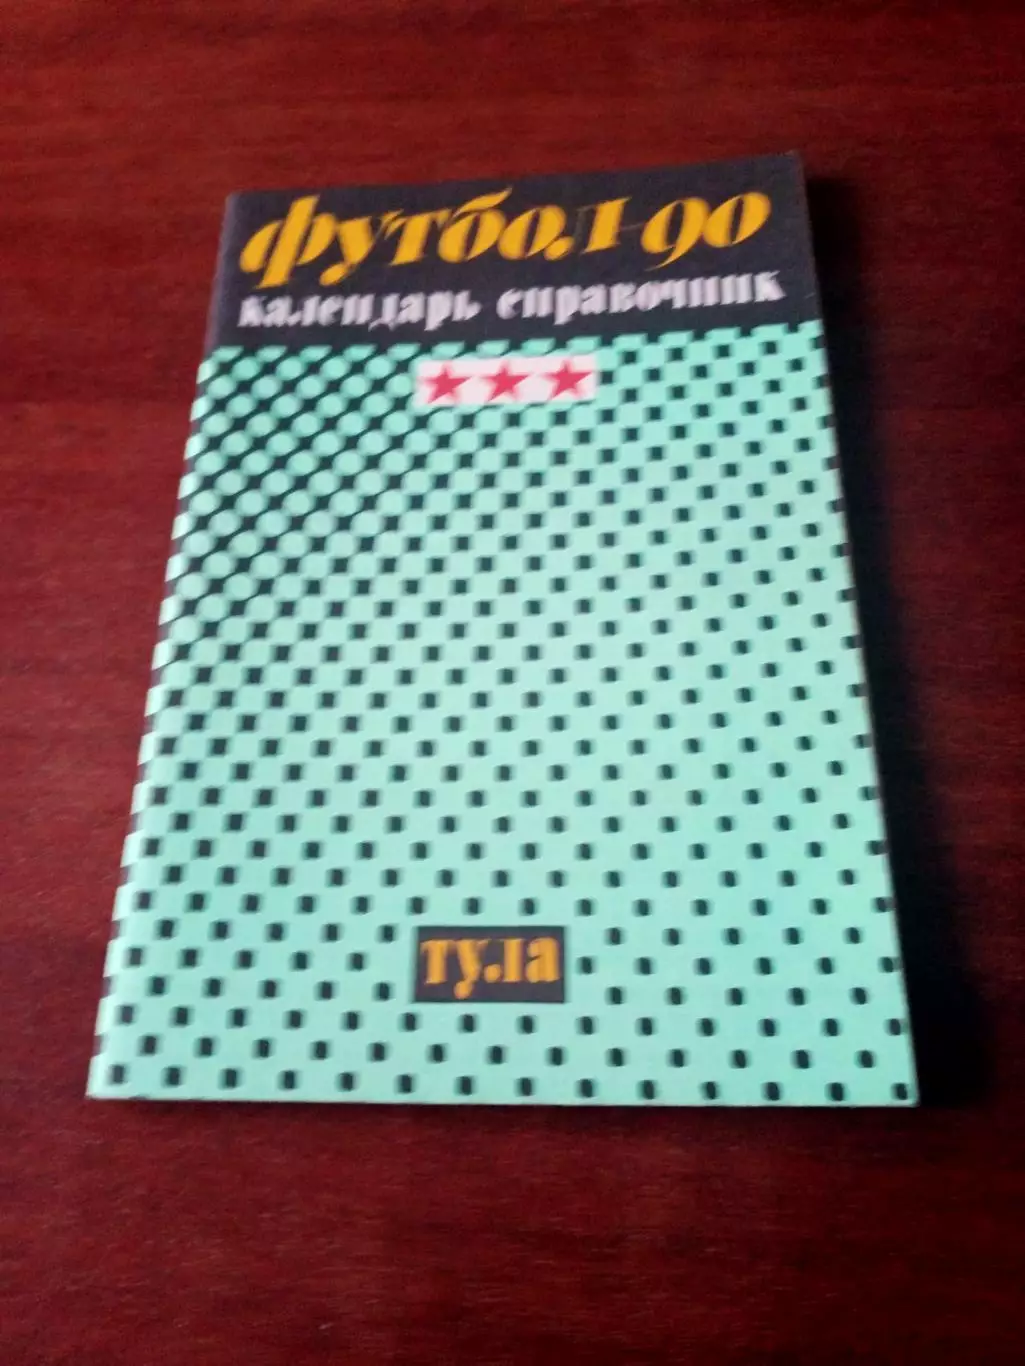 футбол-90
календарь справочник
тула